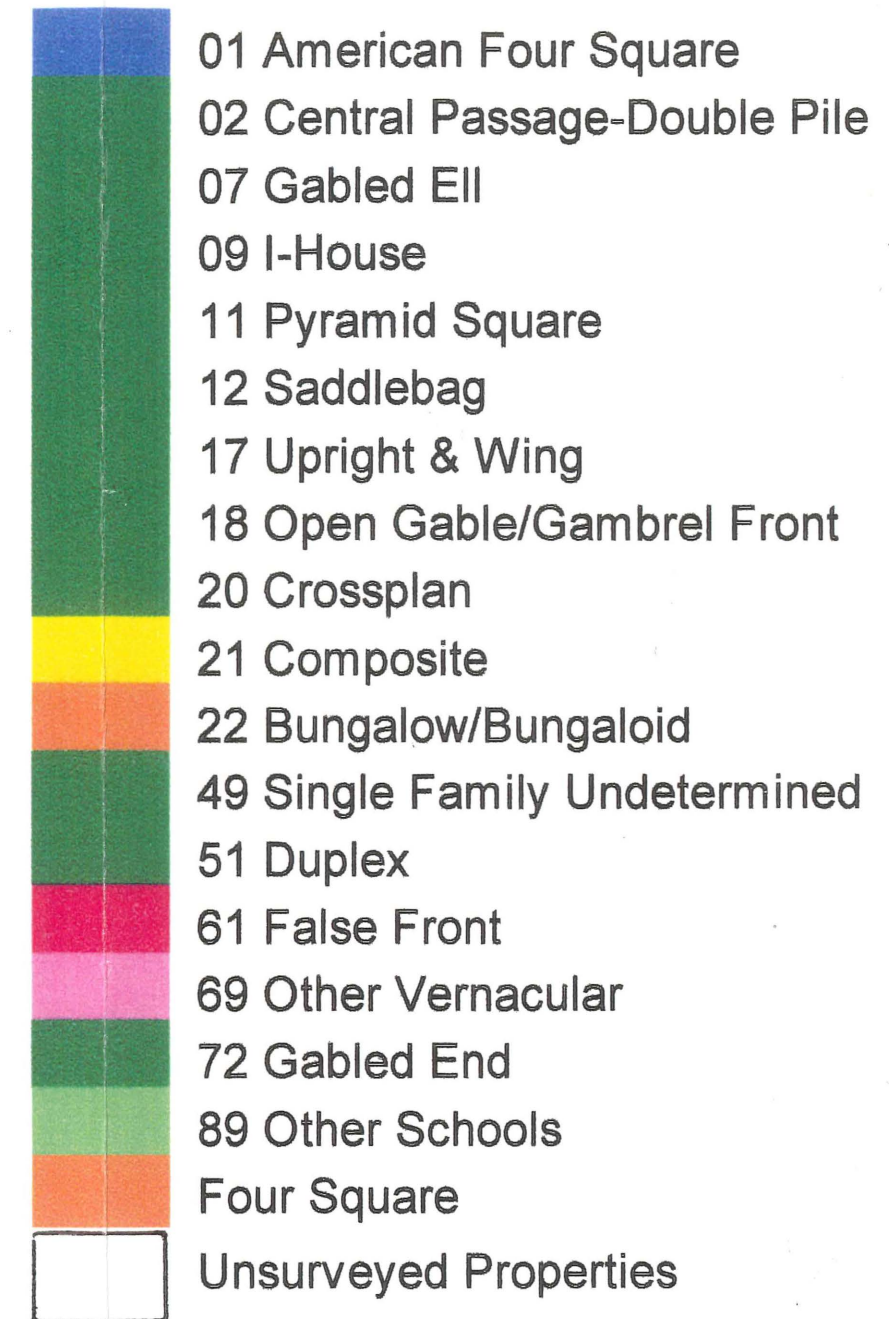 01 American Four Square
02 Central Passage-Double Pile
07 Gabled Ell
09 I-House
11 Pyramid Square
12 Saddlebag
17 Upright & Wing
18 Open Gable/Gambrel Front
20 Crossplan
21 Composite
22 Bungalow/Bungaloid
49 Single Family Undetermined
51 Duplex
61 False Front
69 Other Vernacular
72 Gabled End
89 Other Schools
Four Square
Unsurveyed Properties